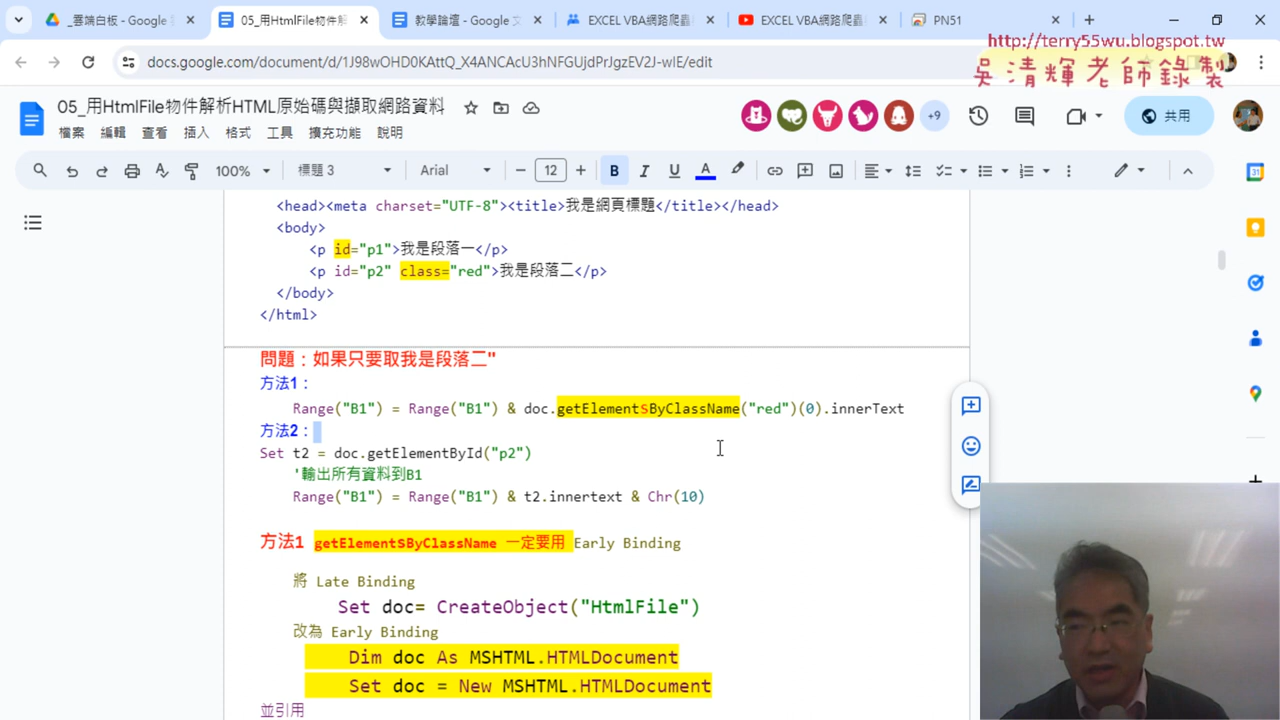 _雲端白板 - Google
05_用HtmlFile物件解
教學論壇 - Google 文
EXCEL VBA網路爬蟲
EXCEL VBA網路爬蟲
PN51
http://terry55wu.blogspot.tw
docs.google.com/document/d/1J98wOHD0KAttQ_X4ANCAcU3hNFGUjdPrJgzEV2J-wIE/edit
吳清輝老師錄製
05_用HtmlFile物件解析HTML原始碼與擷取網路資料
+9
共用
檔案 編輯 查看 插入 格式 工具 擴充功能 說明
100% 標題 3 Arial 12 B I U A
<head><meta charset="UTF-8"><title>我是網頁標題</title></head>
<body>
<p id="p1">我是段落一</p>
<p id="p2" class="red">我是段落二</p>
</body>
</html>
問題：如果只要取我是段落二"
方法1：
Range("B1") = Range("B1") & doc.getElementSByClassName("red")(0).innerText
方法2：
Set t2 = doc.getElementById("p2")
'輸出所有資料到B1
Range("B1") = Range("B1") & t2.innertext & Chr(10)
方法1 getElementSByClassName 一定要用 Early Binding
將 Late Binding
Set doc= CreateObject("HtmlFile")
改為 Early Binding
Dim doc As MSHTML.HTMLDocument
Set doc = New MSHTML.HTMLDocument
並引用